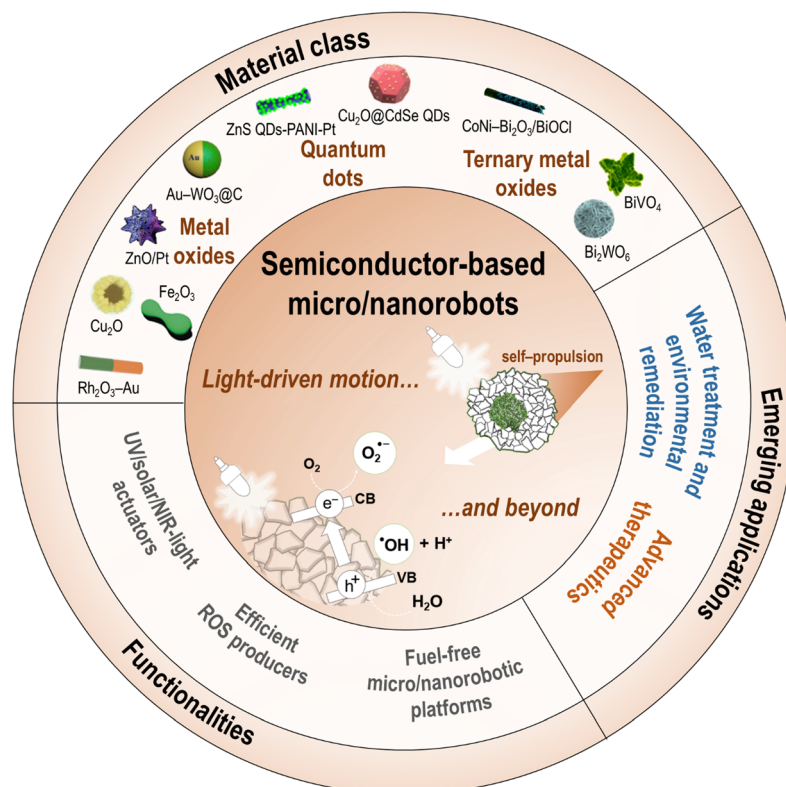 Material class
ZnS QDs-PANI-Pt
Cu₂O@CdSe QDs
CoNi–Bi₂O₃/BiOCl
Quantum
dots
Ternary metal
oxides
Au
Au–WO₃@C
BiVO₄
Bi₂WO₆
ZnO/Pt
Metal
oxides
Fe₂O₃
Cu₂O
Rh₂O₃–Au
Semiconductor-based
micro/nanorobots
Light-driven motion…
self–propulsion
O₂
O₂•−
e⁻
CB
…and beyond
•OH + H⁺
h⁺
VB
H₂O
Emerging applications
Water treatment and
environmental
remediation
Advanced
therapeutics
Functionalities
UV/solar/NIR-light
actuators
Efficient
ROS producers
Fuel-free
micro/nanorobotic
platforms